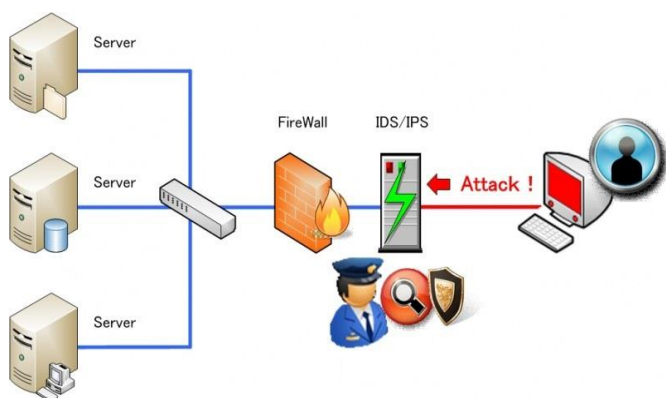 Server
FireWall
IDS/IPS
Server
Attack !
Server